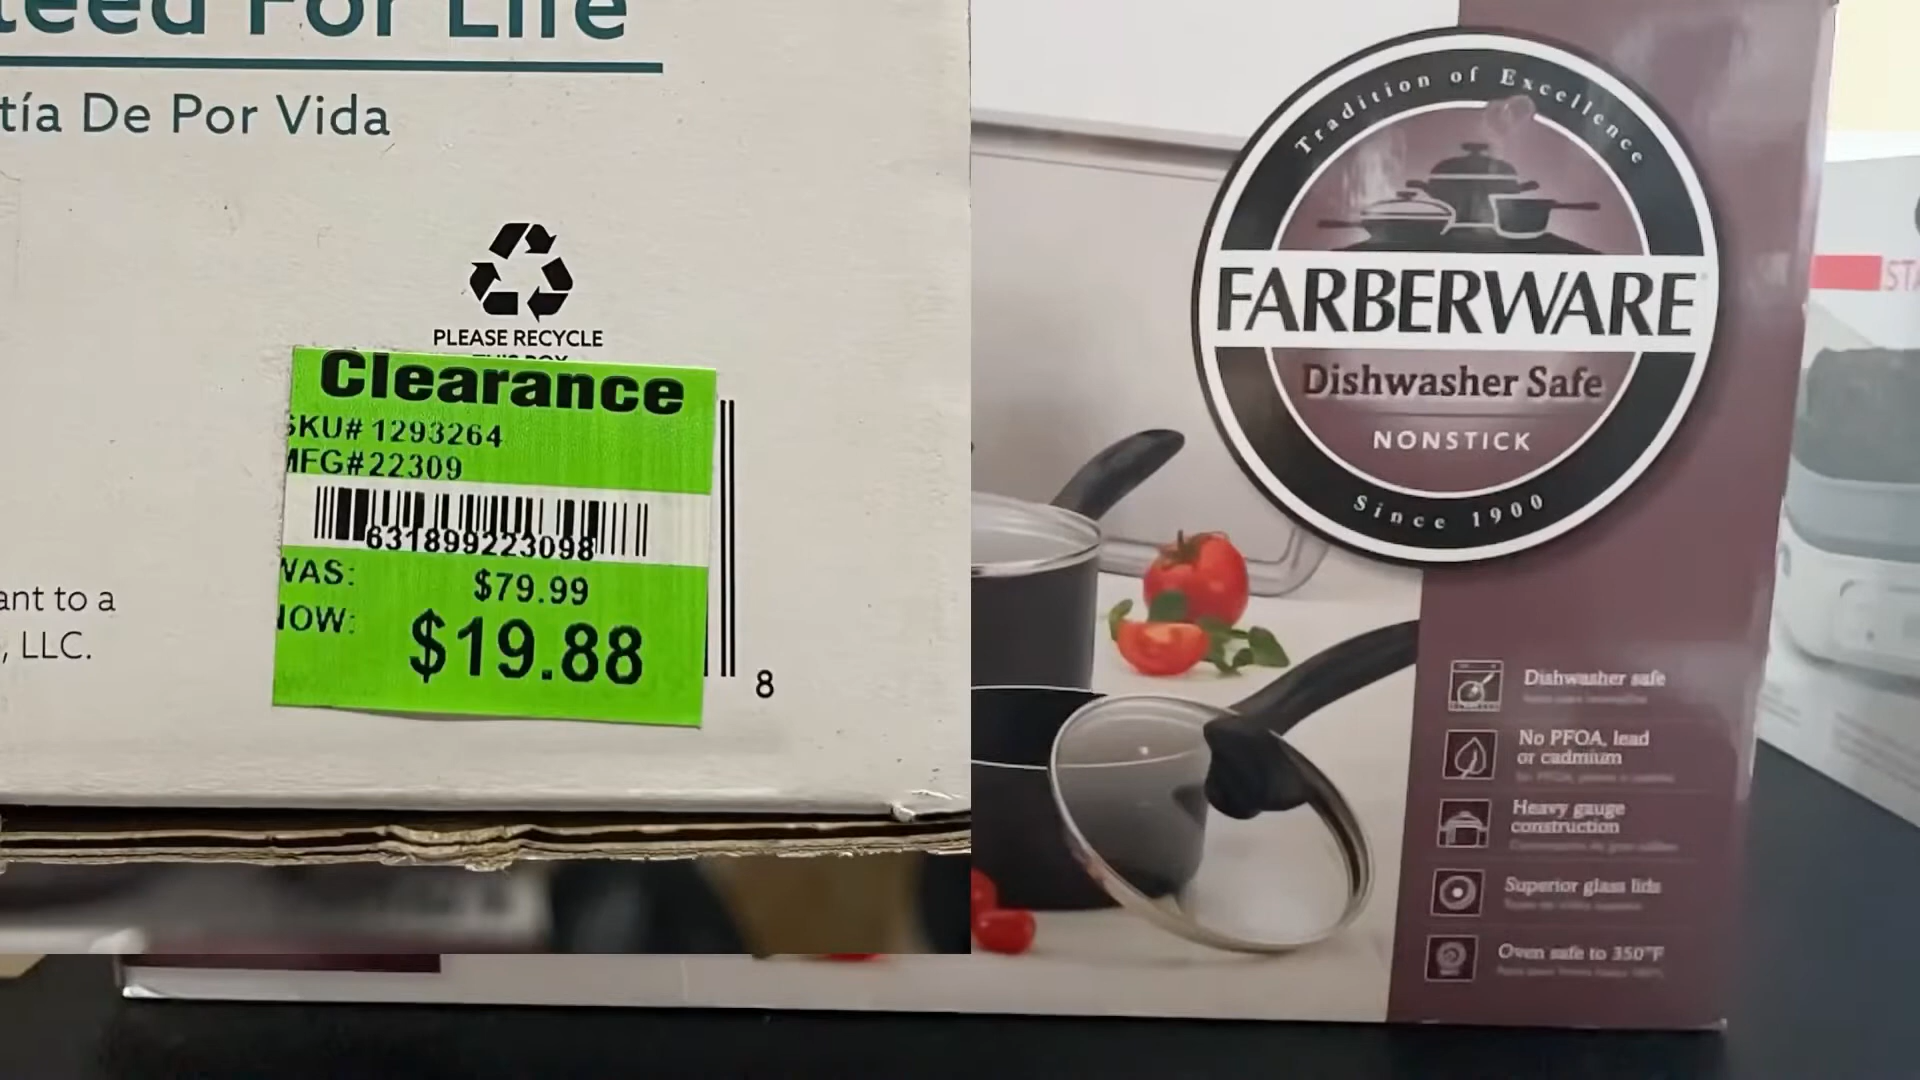 teed For Life
tía De Por Vida
PLEASE RECYCLE
THIS BOX
Clearance
SKU# 1293264
MFG#22309
631899223098
WAS: $79.99
NOW: $19.88
8
ant to a
, LLC.
Tradition of Excellence
FARBERWARE
Dishwasher Safe
NONSTICK
Since 1900
Dishwasher safe
No PFOA, lead
or cadmium
Heavy gauge
construction
Superior glass lids
Oven safe to 350°F
STA